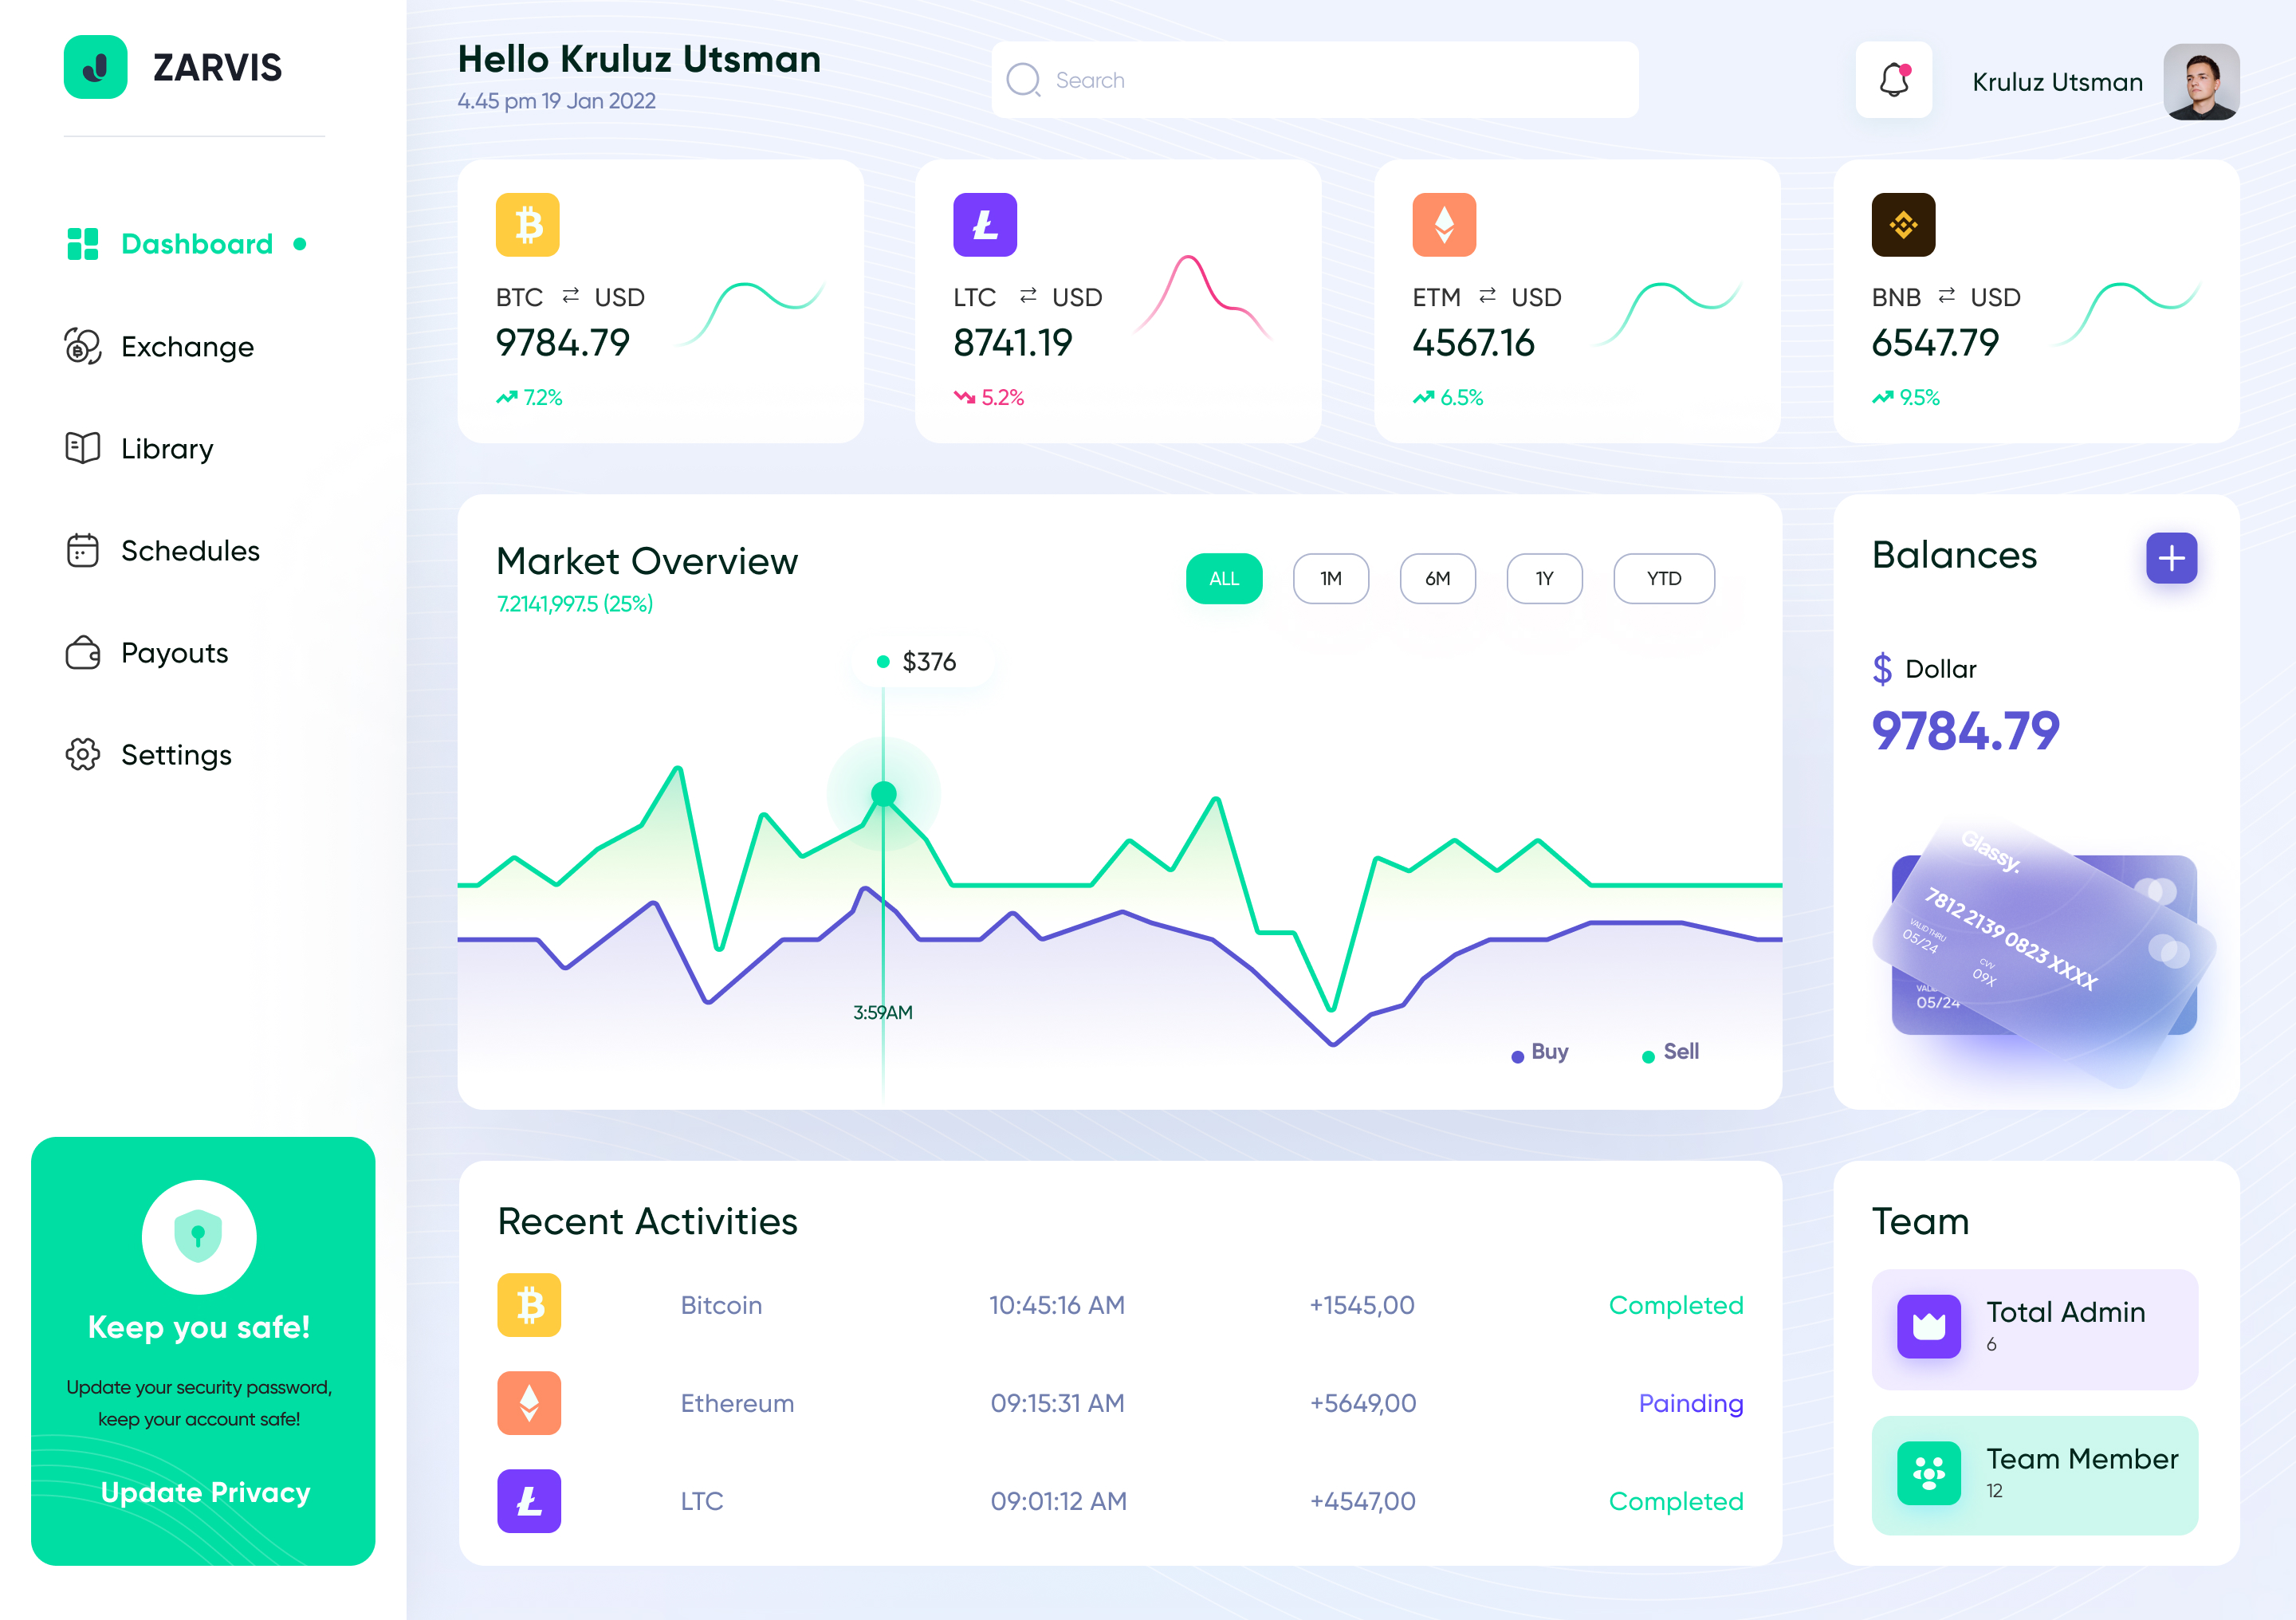 ZARVIS
Dashboard
Exchange
Library
Schedules
Payouts
Settings
Keep you safe!
Update your security password,
keep your account safe!
Update Privacy
Hello Kruluz Utsman
4.45 pm 19 Jan 2022
Search
Kruluz Utsman
BTC ⇄ USD
9784.79
7.2%
LTC ⇄ USD
8741.19
5.2%
ETM ⇄ USD
4567.16
6.5%
BNB ⇄ USD
6547.79
9.5%
Market Overview
7.2141,997.5 (25%)
ALL 1M 6M 1Y YTD
$376
3:59AM
Buy Sell
Balances
$ Dollar
9784.79
Glassy.
7812 2139 0823 XXXX
VALID THRU
05/24
CVV
09X
05/24
Recent Activities
Bitcoin 10:45:16 AM +1545,00 Completed
Ethereum 09:15:31 AM +5649,00 Painding
LTC 09:01:12 AM +4547,00 Completed
Team
Total Admin
6
Team Member
12